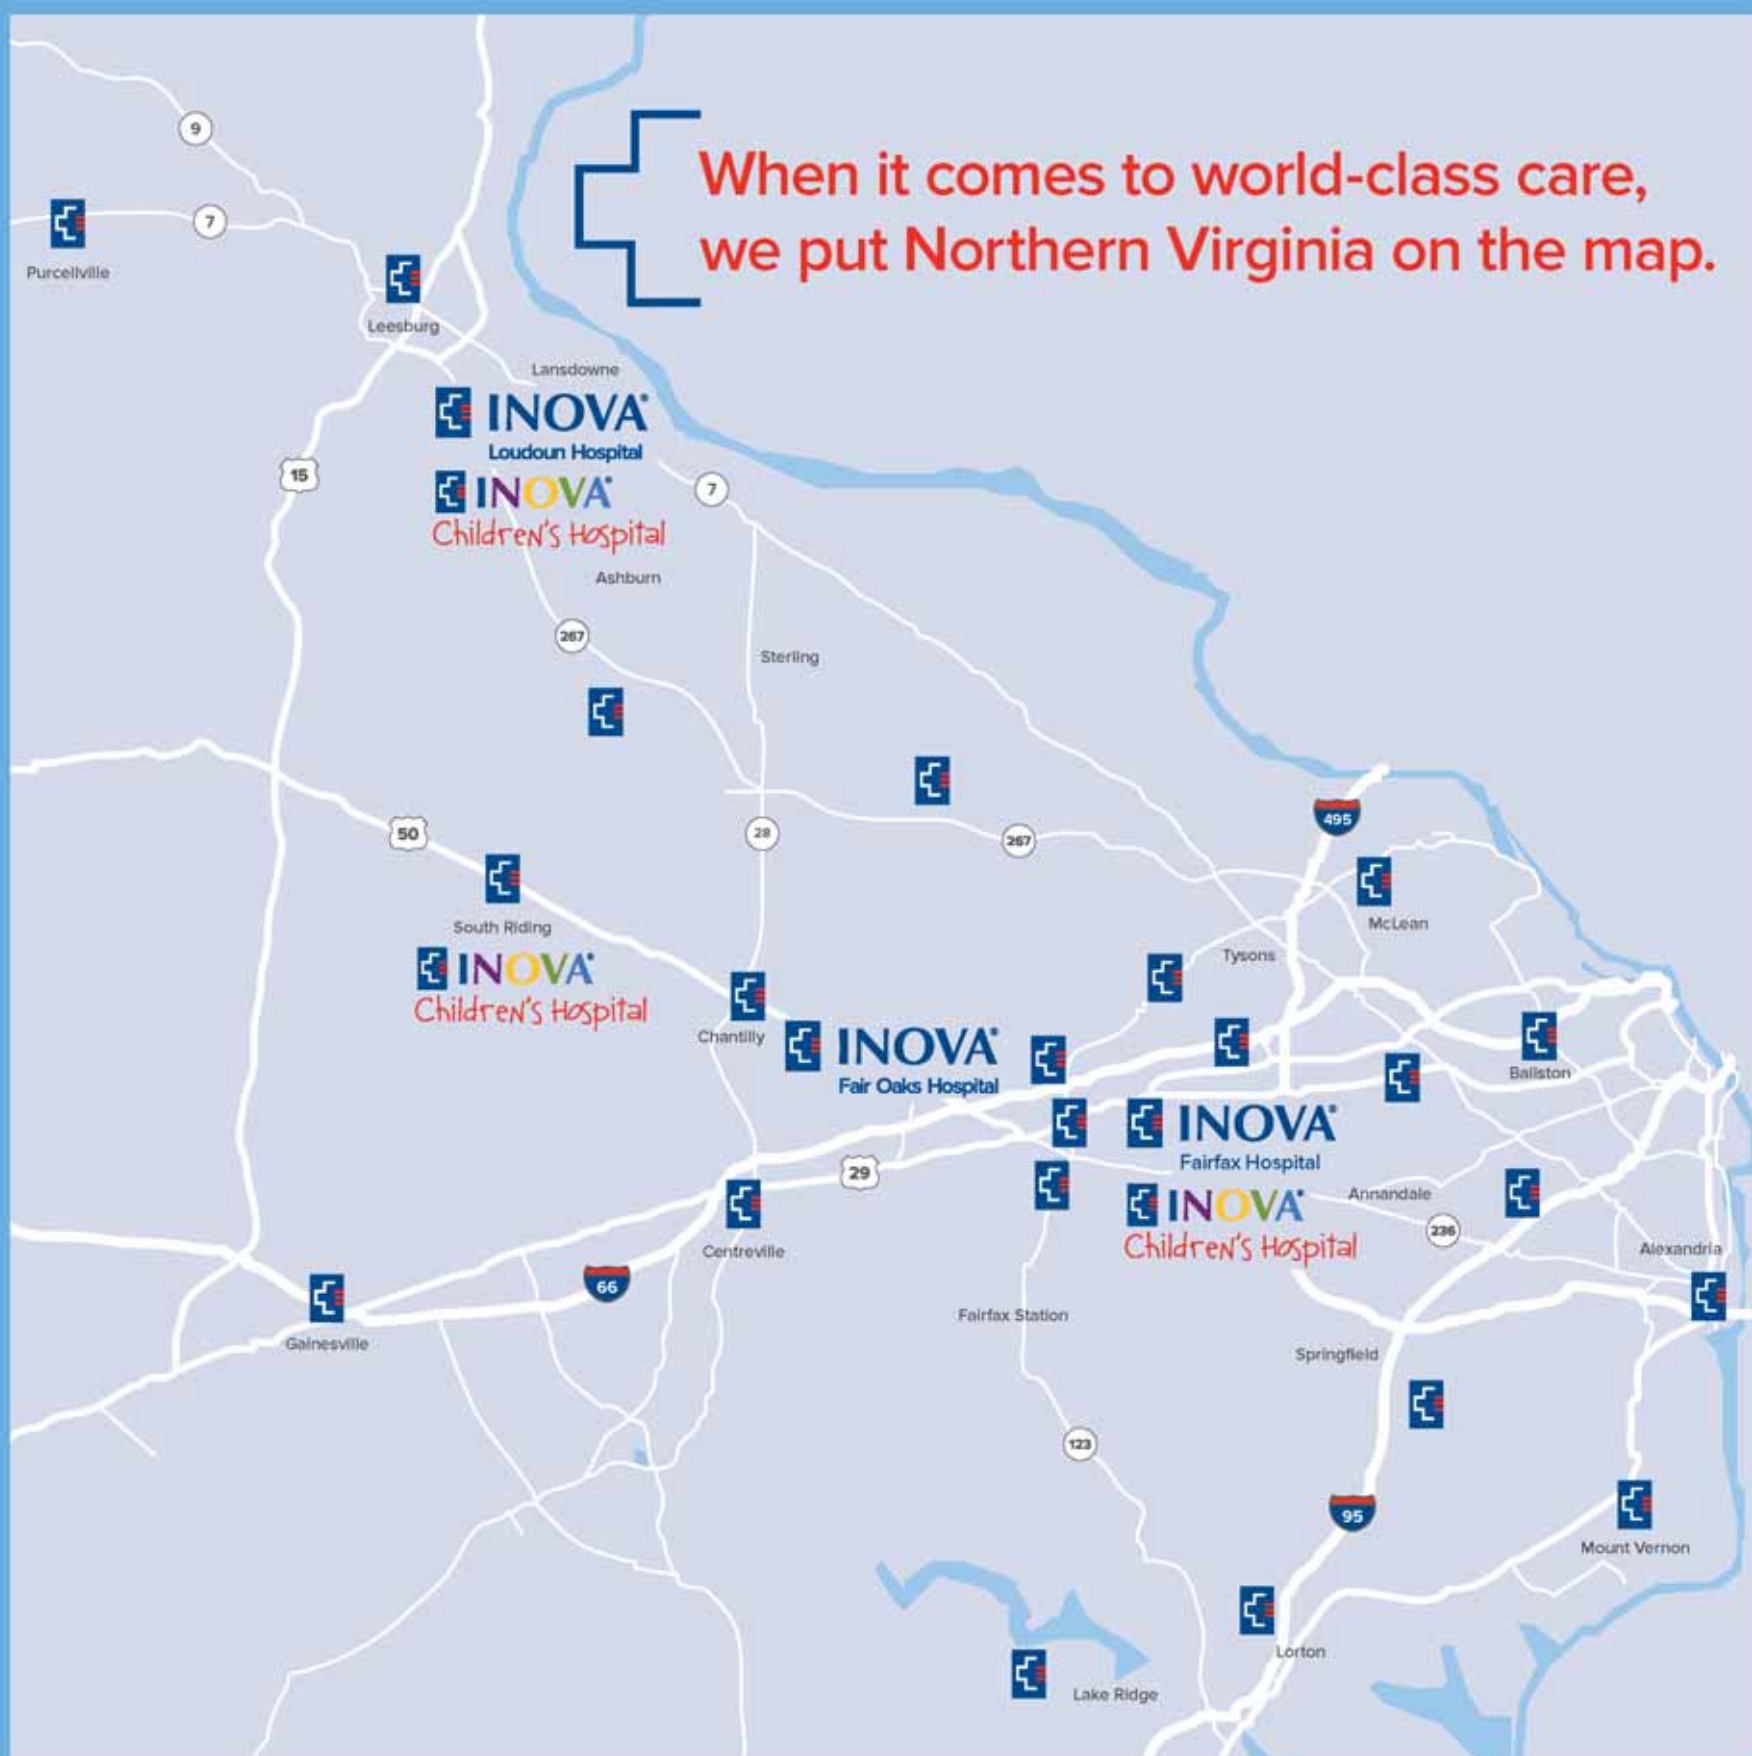 When it comes to world-class care,
we put Northern Virginia on the map.
9
7
Purcellville
Leesburg
Lansdowne
INOVA®
Loudoun Hospital
15
INOVA®
7
Children's Hospital
Ashburn
267
Sterling
495
50
28
267
South Riding
McLean
INOVA®
Tysons
Children's Hospital
Chantilly
INOVA®
Fair Oaks Hospital
Ballston
INOVA®
Fairfax Hospital
29
Annandale
INOVA®
Children's Hospital
236
Centreville
Alexandria
66
Fairfax Station
Gainesville
Springfield
123
95
Mount Vernon
Lorton
Lake Ridge